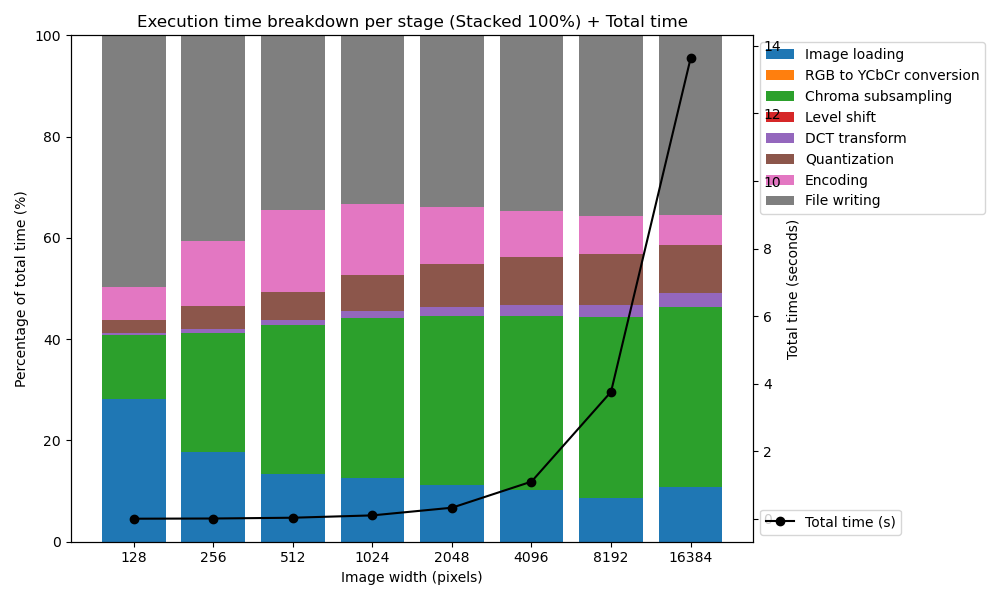 Execution time breakdown per stage (Stacked 100%) + Total time
Percentage of total time (%)
100
80
60
40
20
0
128
256
512
1024
2048
4096
8192
16384
Image width (pixels)
14
12
10
8
6
4
2
0
Total time (seconds)
Image loading
RGB to YCbCr conversion
Chroma subsampling
Level shift
DCT transform
Quantization
Encoding
File writing
Total time (s)